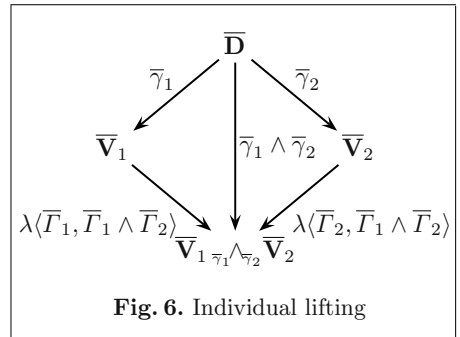 D̅
γ̅₁ γ̅₂
γ̅₁ ∧ γ̅₂
V̅₁ V̅₂
λ⟨Γ̅₁, Γ̅₁ ∧ Γ̅₂⟩ λ⟨Γ̅₂, Γ̅₁ ∧ Γ̅₂⟩
V̅₁ γ̅₁∧γ̅₂ V̅₂
Fig. 6. Individual lifting